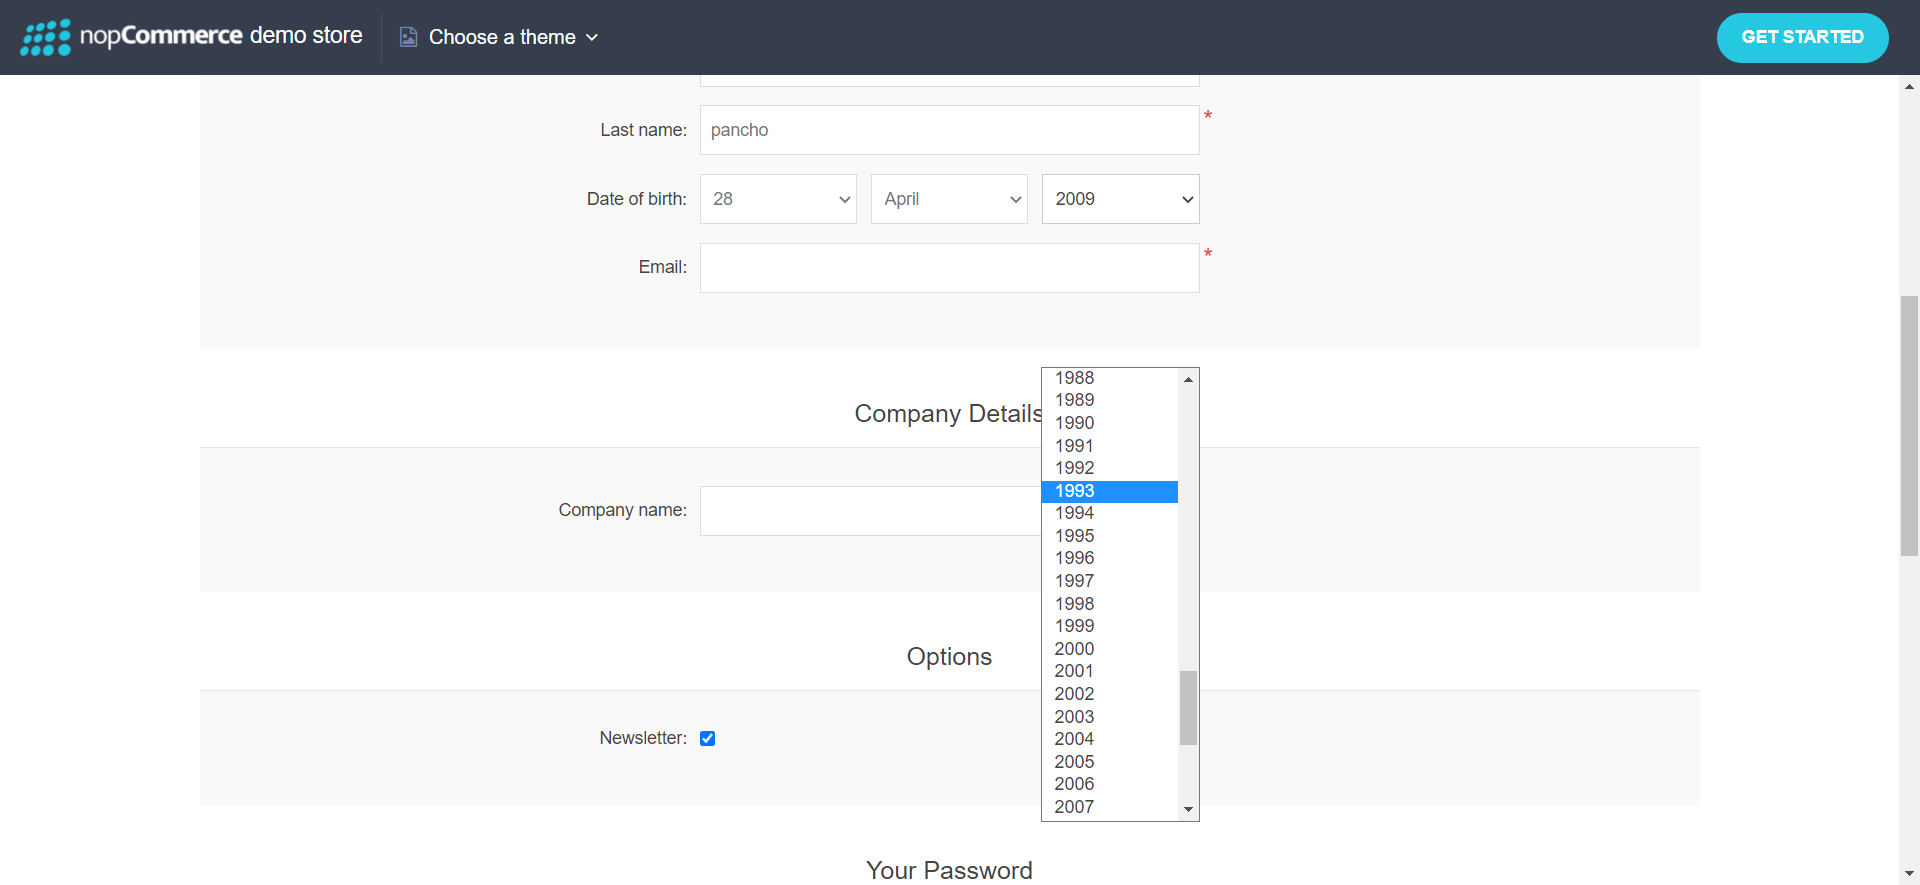 nopCommerce demo store
Choose a theme
GET STARTED
Last name:
pancho
*
Date of birth:
28
April
2009
Email:
*
Company Details
Company name:
Options
Newsletter:
1988
1989
1990
1991
1992
1993
1994
1995
1996
1997
1998
1999
2000
2001
2002
2003
2004
2005
2006
2007
Your Password